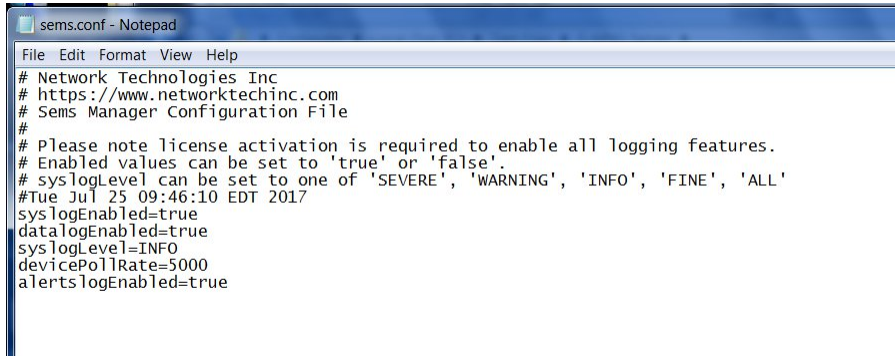 sems.conf - Notepad
File Edit Format View Help
# Network Technologies Inc
# https://www.networktechinc.com
# Sems Manager Configuration File
#
# Please note license activation is required to enable all logging features.
# Enabled values can be set to 'true' or 'false'.
# syslogLevel can be set to one of 'SEVERE', 'WARNING', 'INFO', 'FINE', 'ALL'
#Tue Jul 25 09:46:10 EDT 2017
syslogEnabled=true
datalogEnabled=true
syslogLevel=INFO
devicePollRate=5000
alertslogEnabled=true